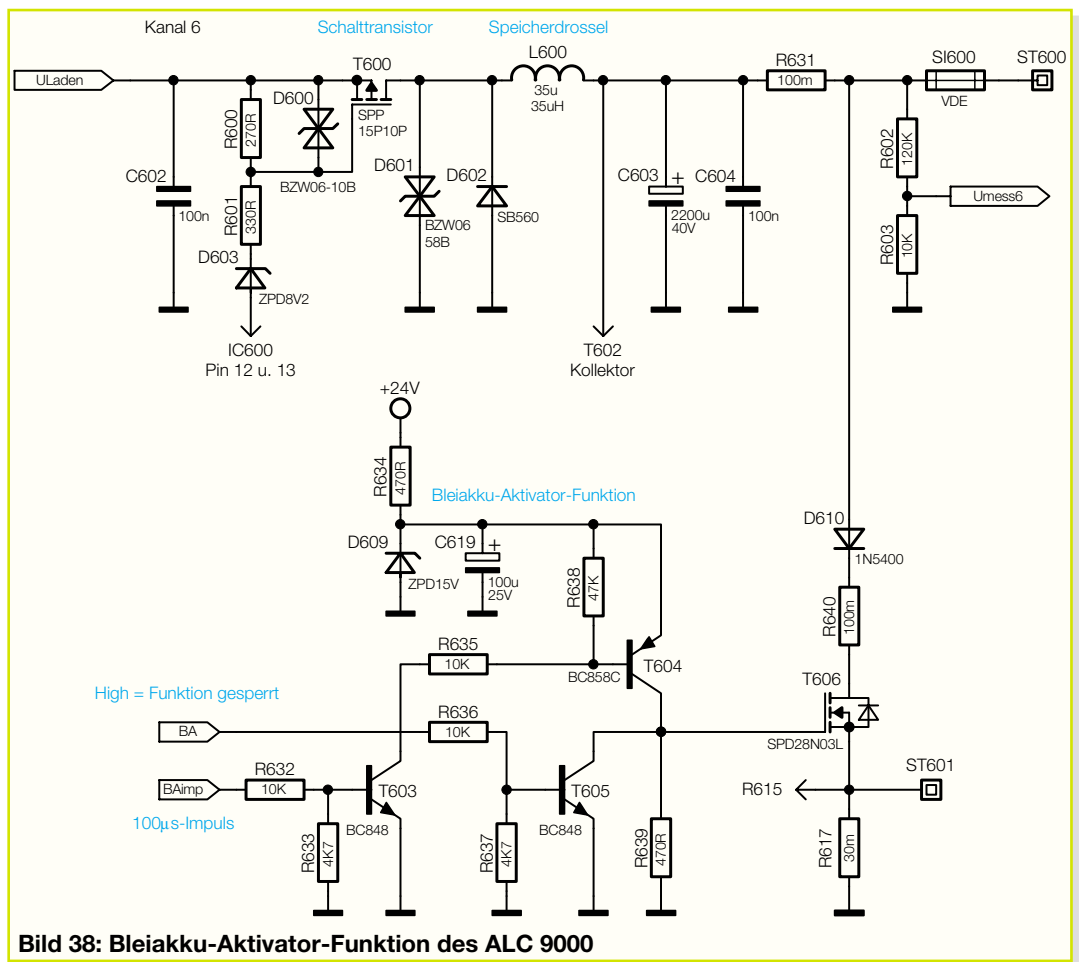 Kanal 6
Schalttransistor
Speicherdrossel
ULaden
T600
SPP
15P10P
L600
35u
35uH
R631
100m
SI600
VDE
ST600
R600
270R
D600
BZW06-10B
C602
100n
R601
330R
D603
ZPD8V2
IC600
Pin 12 u. 13
D601
BZW06
58B
D602
SB560
C603
+
2200u
40V
C604
100n
T602
Kollektor
R602
120K
Umess6
R603
10K
+24V
R634
470R
Bleiakku-Aktivator-Funktion
D609
ZPD15V
C619
+
100u
25V
R638
47K
D610
1N5400
R640
100m
R635
10K
BC858C
T604
T606
SPD28N03L
High = Funktion gesperrt
BA
R636
10K
BAimp
R632
10K
100µs-Impuls
T603
BC848
R633
4K7
R637
4K7
T605
BC848
R639
470R
R615
ST601
R617
30m
Bild 38: Bleiakku-Aktivator-Funktion des ALC 9000